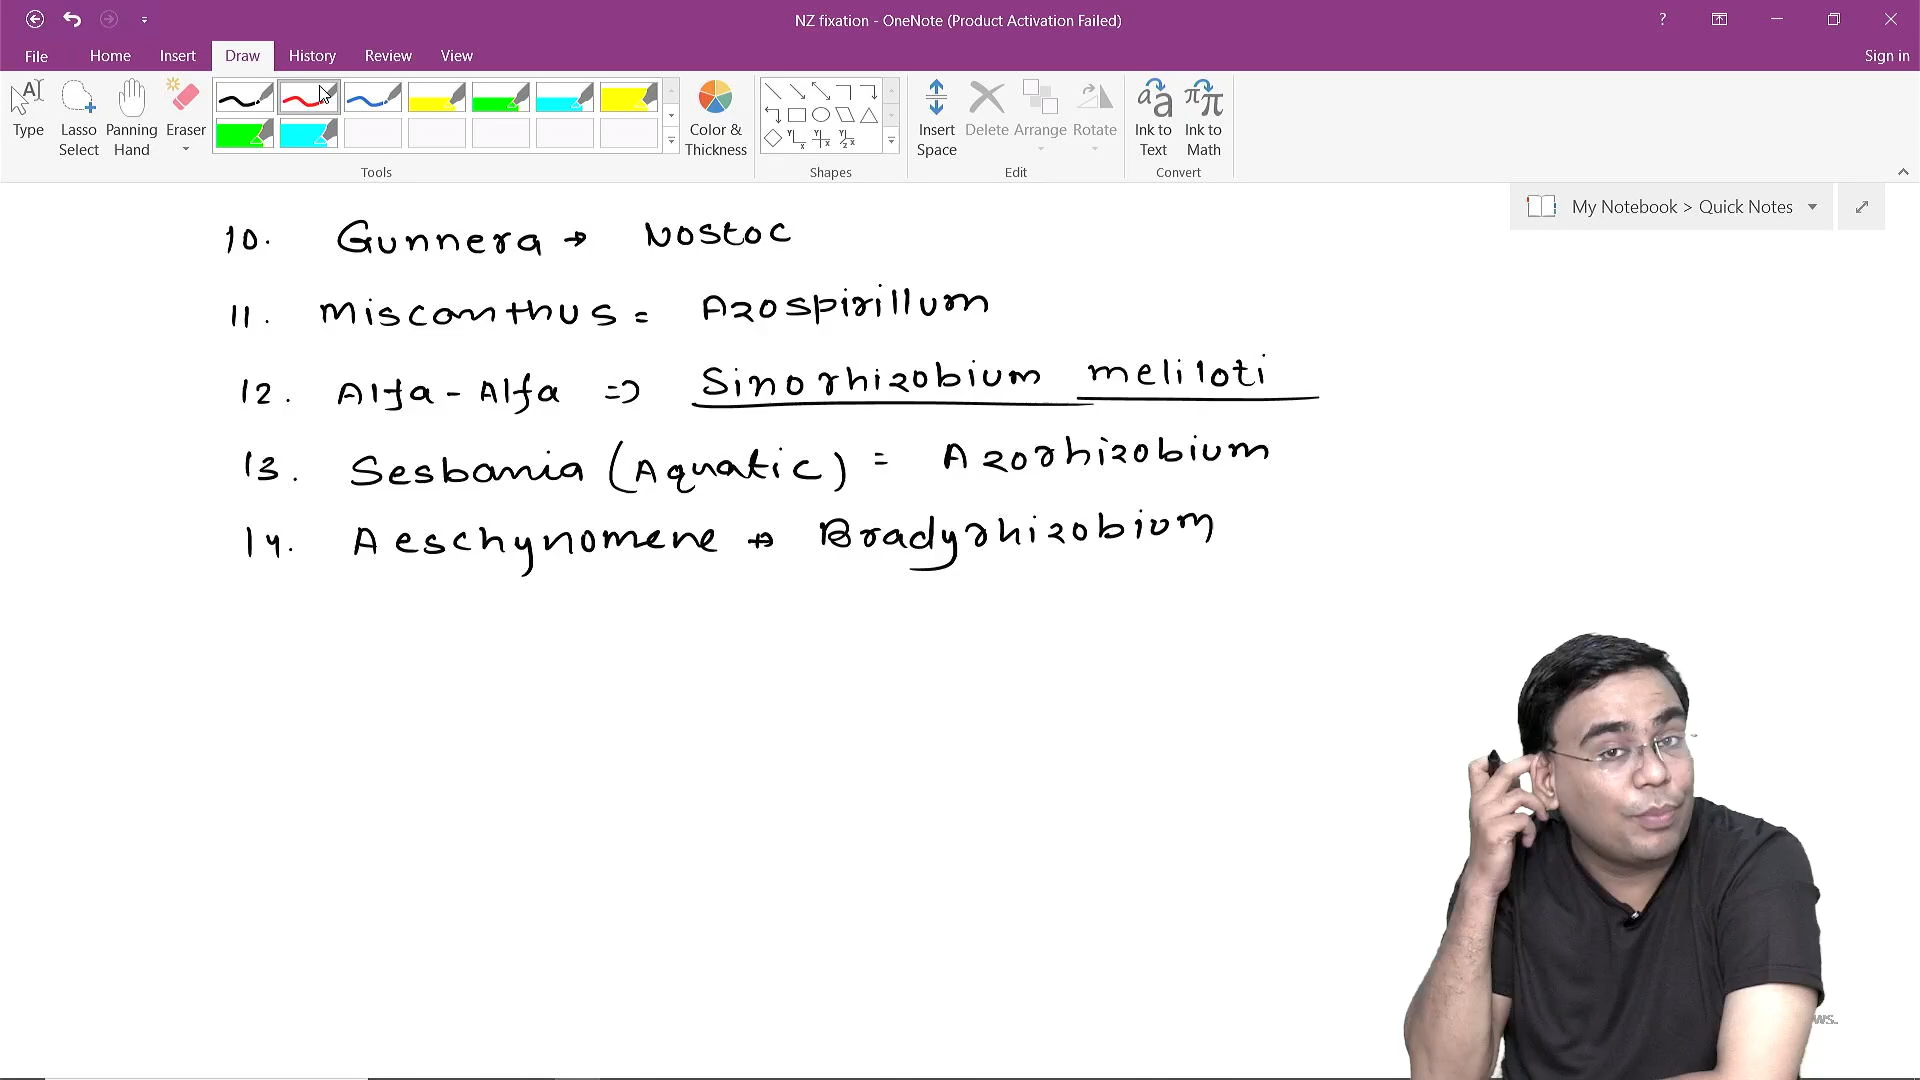 NZ fixation - OneNote (Product Activation Failed)
?
File Home Insert Draw History Review View
Sign in
Type
Lasso Select
Panning Hand
Eraser
Color & Thickness
Insert Space
Delete
Arrange
Rotate
Ink to Text
Ink to Math
Tools
Shapes
Edit
Convert
My Notebook > Quick Notes
10. Gunnera → Nostoc
11. Miscanthus = Azospirillum
12. Alfa-Alfa => Sinorhizobium meliloti
13. Sesbania (Aquatic) = Azorhizobium
14. Aeschynomene → Bradyrhizobium